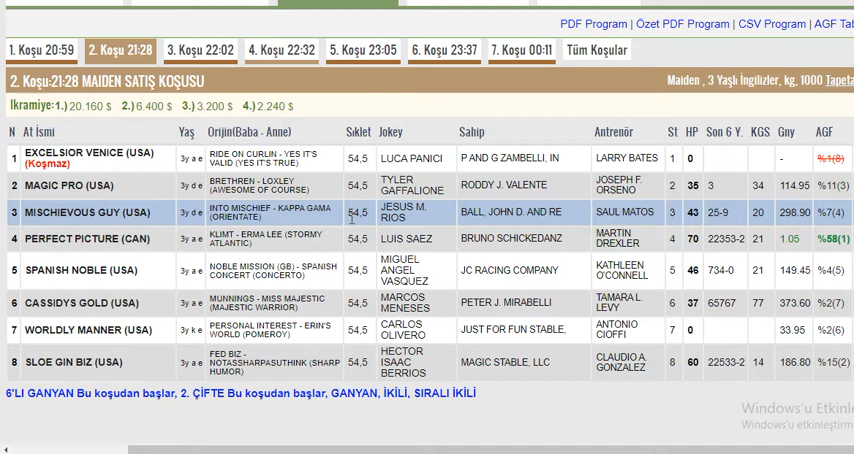 PDF Program | Özet PDF Program | CSV Program | AGF Tab
1. Koşu 20:59 2. Koşu 21:28 3. Koşu 22:02 4. Koşu 22:32 5. Koşu 23:05 6. Koşu 23:37 7. Koşu 00:11 Tüm Koşular
2. Koşu-21:28 MAIDEN SATIŞ KOŞUSU Maiden , 3 Yaşlı İngilizler, kg, 1000 Tapeta
Ikramiye: 1.) 20.160 $ 2.) 6.400 $ 3.) 3.200 $ 4.) 2.240 $
N At İsmi Yaş Orijin(Baba - Anne) Sıklet Jokey Sahip Antrenör St HP Son 6 Y. KGS Gny AGF
1 EXCELSIOR VENICE (USA) (Koşmaz) 3y a e RIDE ON CURLIN - YES IT'S VALID (YES IT'S TRUE) 54,5 LUCA PANICI P AND G ZAMBELLI, IN LARRY BATES 1 0 - %1(8)
2 MAGIC PRO (USA) 3y d e BRETHREN - LOXLEY (AWESOME OF COURSE) 54,5 TYLER GAFFALIONE RODDY J. VALENTE JOSEPH F. ORSENO 2 35 3 34 114.95 %11(3)
3 MISCHIEVOUS GUY (USA) 3y d e INTO MISCHIEF - KAPPA GAMA (ORIENTATE) 54,5 JESUS M. RIOS BALL, JOHN D. AND RE SAUL MATOS 3 43 25-9 20 298.90 %7(4)
4 PERFECT PICTURE (CAN) 3y a e KLIMT - ERMA LEE (STORMY ATLANTIC) 54,5 LUIS SAEZ BRUNO SCHICKEDANZ MARTIN DREXLER 4 70 22353-2 21 1.05 %58(1)
5 SPANISH NOBLE (USA) 3y a e NOBLE MISSION (GB) - SPANISH CONCERT (CONCERTO) 54,5 MIGUEL ANGEL VASQUEZ JC RACING COMPANY KATHLEEN O'CONNELL 5 46 734-0 21 149.45 %4(5)
6 CASSIDYS GOLD (USA) 3y a e MUNNINGS - MISS MAJESTIC (MAJESTIC WARRIOR) 54,5 MARCOS MENESES PETER J. MIRABELLI TAMARA L. LEVY 6 37 65767 77 373.60 %2(7)
7 WORLDLY MANNER (USA) 3y k e PERSONAL INTEREST - ERIN'S WORLD (POMEROY) 54,5 CARLOS OLIVERO JUST FOR FUN STABLE, ANTONIO CIOFFI 7 0 33.95 %2(6)
8 SLOE GIN BIZ (USA) 3y a e FED BIZ - NOTASSHARPASUTHINK (SHARP HUMOR) 54,5 HECTOR ISAAC BERRIOS MAGIC STABLE, LLC CLAUDIO A. GONZALEZ 8 60 22533-2 14 186.80 %15(2)
6'LI GANYAN Bu koşudan başlar, 2. ÇİFTE Bu koşudan başlar, GANYAN, İKİLİ, SIRALI İKİLİ
Windows'u Etkinle
Windows'u etkinleştirm